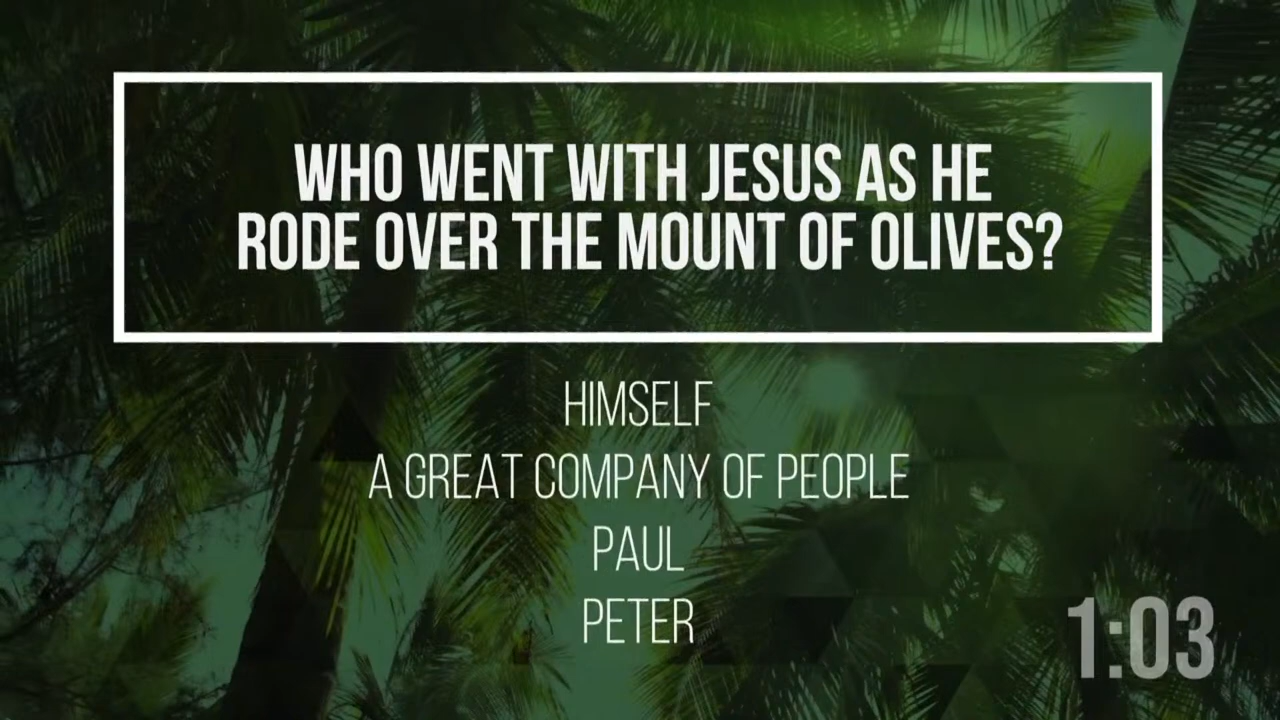 WHO WENT WITH JESUS AS HE
RODE OVER THE MOUNT OF OLIVES?
HIMSELF
A GREAT COMPANY OF PEOPLE
PAUL
PETER
1:03